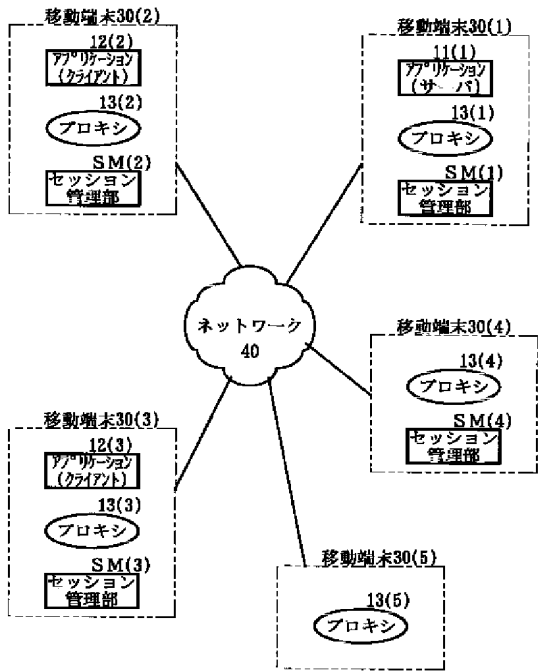 移動端末30(2)
12(2)
アプリケーション
(クライアント)
13(2)
プロキシ
SM(2)
セッション
管理部
移動端末30(1)
11(1)
アプリケーション
(サーバ)
13(1)
プロキシ
SM(1)
セッション
管理部
ネットワーク
40
移動端末30(4)
13(4)
プロキシ
SM(4)
セッション
管理部
移動端末30(3)
12(3)
アプリケーション
(クライアント)
13(3)
プロキシ
SM(3)
セッション
管理部
移動端末30(5)
13(5)
プロキシ